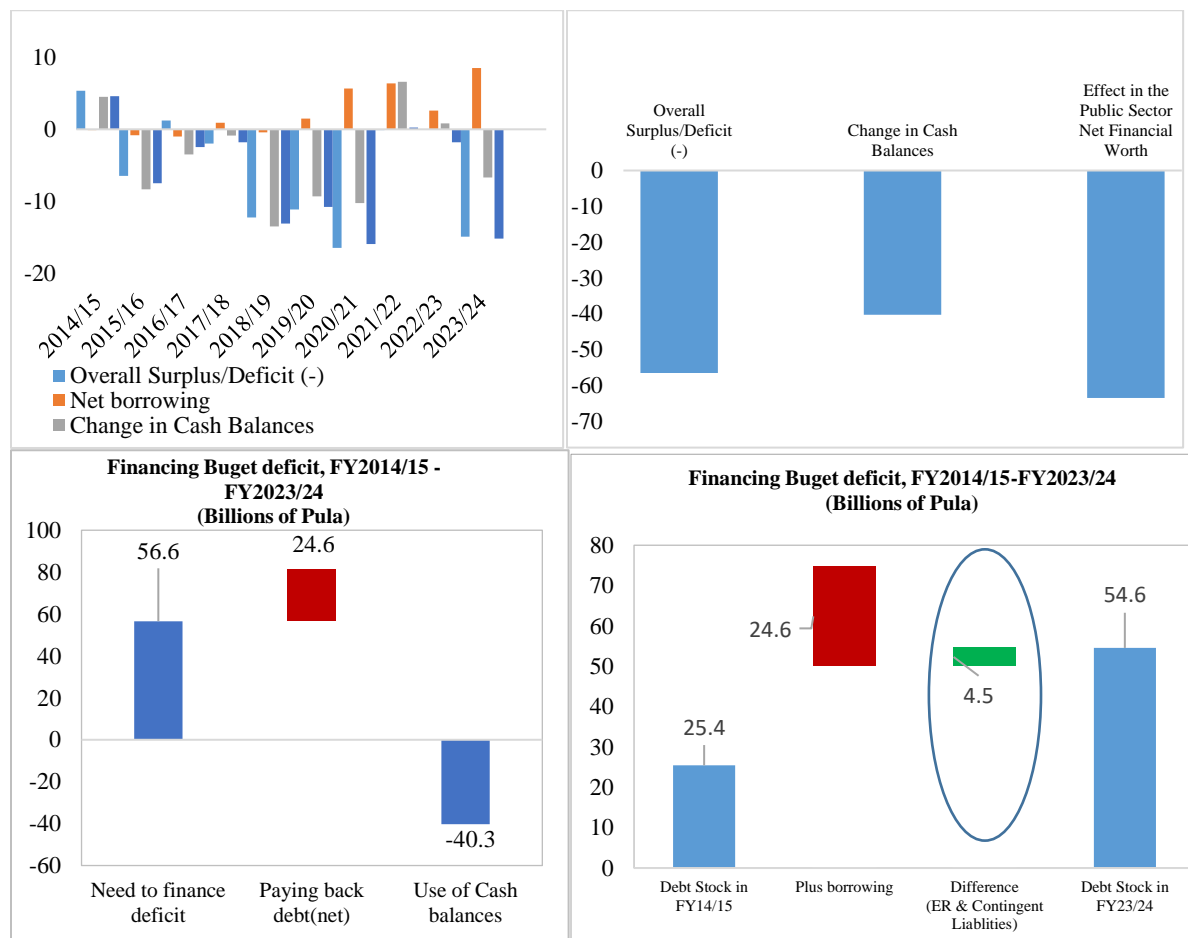 10
0
-10
-20
2014/15
2015/16
2016/17
2017/18
2018/19
2019/20
2020/21
2021/22
2022/23
2023/24
Overall Surplus/Deficit (-)
Net borrowing
Change in Cash Balances
Overall
Surplus/Deficit
(-)
Change in Cash
Balances
Effect in the
Public Sector
Net Financial
Worth
0
-10
-20
-30
-40
-50
-60
-70
Financing Buget deficit, FY2014/15 -
FY2023/24
(Billions of Pula)
100
80
60
40
20
0
-20
-40
-60
56.6
24.6
-40.3
Need to finance
deficit
Paying back
debt(net)
Use of Cash
balances
Financing Buget deficit, FY2014/15-FY2023/24
(Billions of Pula)
80
70
60
50
40
30
20
10
0
25.4
24.6
4.5
54.6
Debt Stock in
FY14/15
Plus borrowing
Difference
(ER & Contingent
Liablities)
Debt Stock in
FY23/24